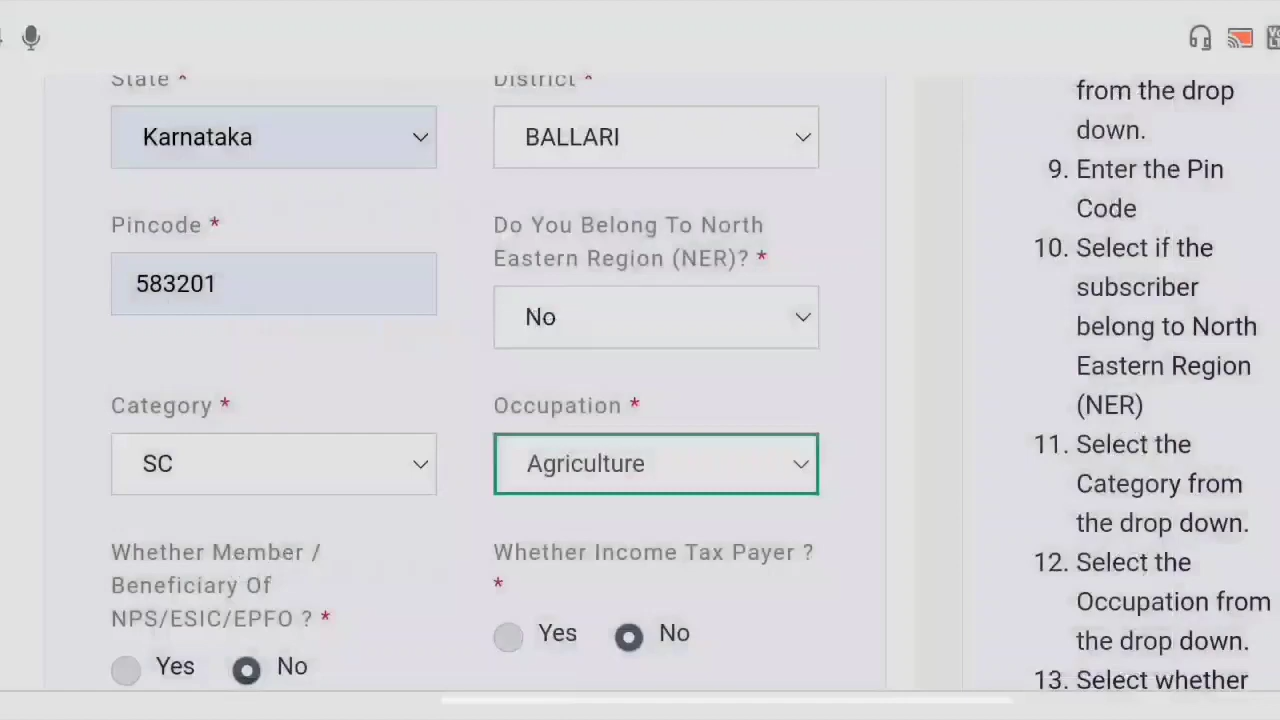 State *
District *
Karnataka
BALLARI
Pincode *
Do You Belong To North
Eastern Region (NER)? *
583201
No
Category *
Occupation *
SC
Agriculture
Whether Member /
Beneficiary Of
NPS/ESIC/EPFO ? *
Yes
No
Whether Income Tax Payer ?
*
Yes
No
from the drop
down.
9. Enter the Pin
Code
10. Select if the
subscriber
belong to North
Eastern Region
(NER)
11. Select the
Category from
the drop down.
12. Select the
Occupation from
the drop down.
13. Select whether